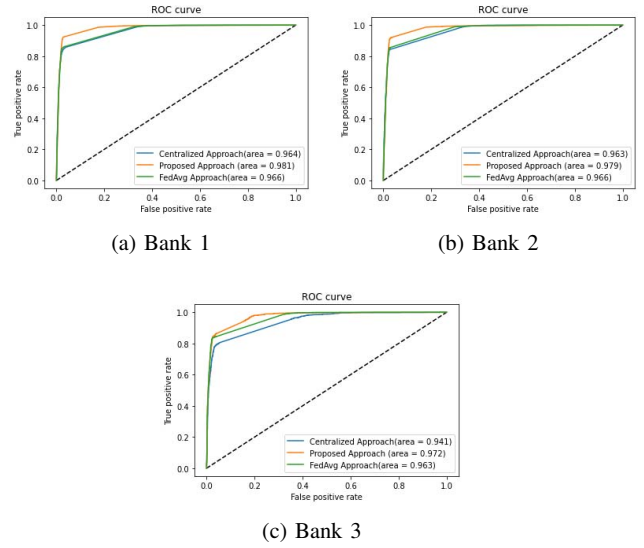 ROC curve
1.0
0.8
0.6
0.4
0.2
0.0
True positive rate
Centralized Approach(area = 0.964)
Proposed Approach (area = 0.981)
FedAvg Approach(area = 0.966)
0.0 0.2 0.4 0.6 0.8 1.0
False positive rate
(a) Bank 1
ROC curve
1.0
0.8
0.6
0.4
0.2
0.0
True positive rate
Centralized Approach(area = 0.963)
Proposed Approach (area = 0.979)
FedAvg Approach(area = 0.966)
0.0 0.2 0.4 0.6 0.8 1.0
False positive rate
(b) Bank 2
ROC curve
1.0
0.8
0.6
0.4
0.2
0.0
True positive rate
Centralized Approach(area = 0.941)
Proposed Approach (area = 0.972)
FedAvg Approach(area = 0.963)
0.0 0.2 0.4 0.6 0.8 1.0
False positive rate
(c) Bank 3